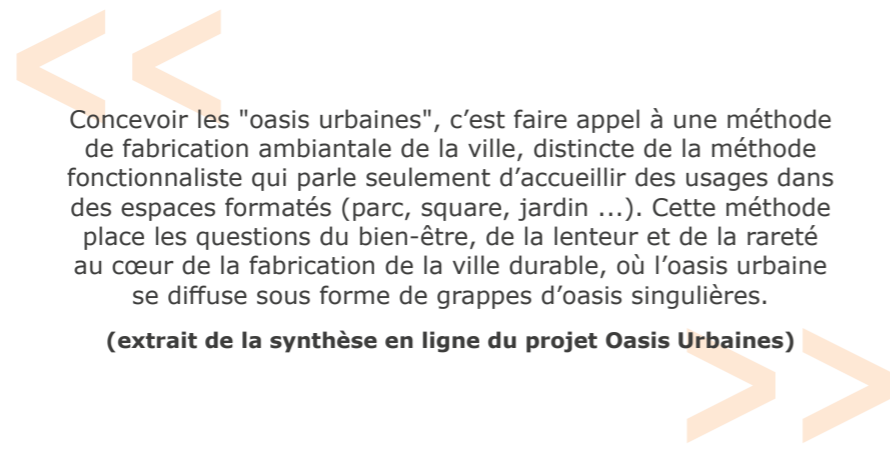 <<
Concevoir les "oasis urbaines", c’est faire appel à une méthode
de fabrication ambiantale de la ville, distincte de la méthode
fonctionnaliste qui parle seulement d’accueillir des usages dans
des espaces formatés (parc, square, jardin ...). Cette méthode
place les questions du bien-être, de la lenteur et de la rareté
au cœur de la fabrication de la ville durable, où l’oasis urbaine
se diffuse sous forme de grappes d’oasis singulières.
(extrait de la synthèse en ligne du projet Oasis Urbaines)
>>